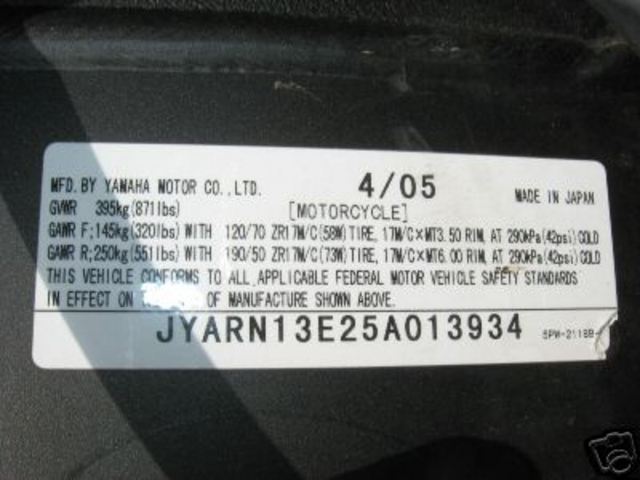 MFD. BY YAMAHA MOTOR CO., LTD. 4/05 MADE IN JAPAN
GVWR 395kg(871lbs) [MOTORCYCLE]
GAWR F;145kg(320lbs)WITH 120/70 ZR17M/C(58W)TIRE, 17M/C×MT3.50 RIM, AT 290kPa(42psi)COLD
GAWR R;250kg(551lbs)WITH 190/50 ZR17M/C(73W)TIRE, 17M/C×MT6.00 RIM, AT 290kPa(42psi)COLD
THIS VEHICLE CONFORMS TO ALL APPLICABLE FEDERAL MOTOR VEHICLE SAFETY STANDARDS
IN EFFECT ON THE DATE OF MANUFACTURE SHOWN ABOVE.
JYARN13E25A013934 5PW-2118B-